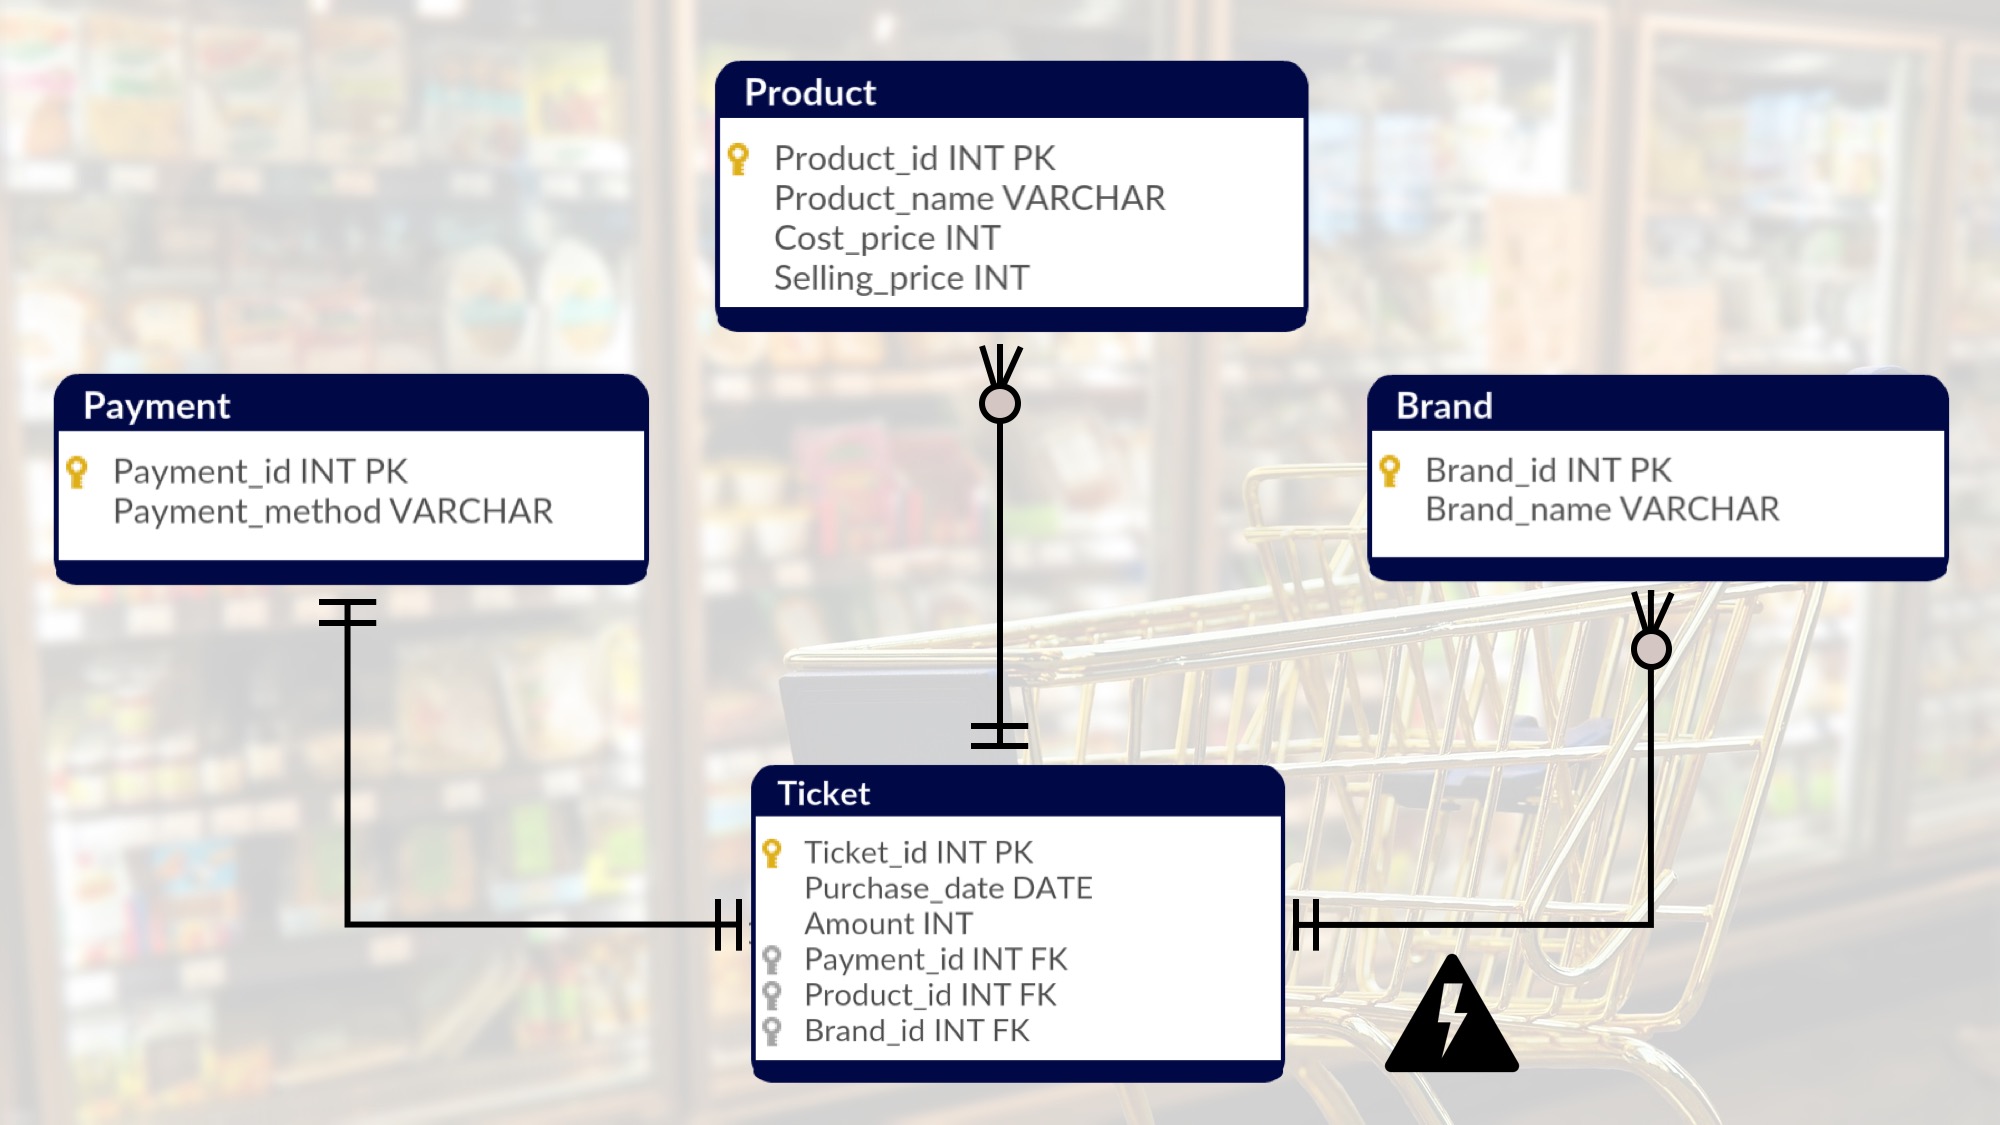 Product
Product_id INT PK
Product_name VARCHAR
Cost_price INT
Selling_price INT
Payment
Payment_id INT PK
Payment_method VARCHAR
Brand
Brand_id INT PK
Brand_name VARCHAR
Ticket
Ticket_id INT PK
Purchase_date DATE
Amount INT
Payment_id INT FK
Product_id INT FK
Brand_id INT FK